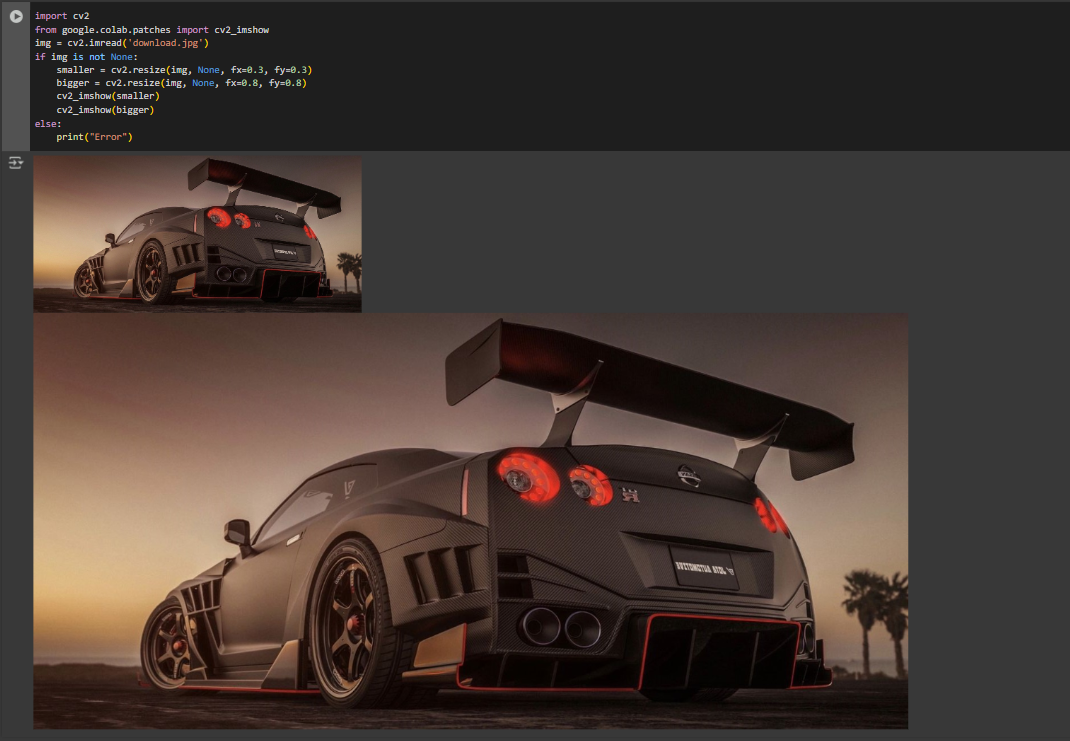 import cv2
from google.colab.patches import cv2_imshow
img = cv2.imread('download.jpg')
if img is not None:
    smaller = cv2.resize(img, None, fx=0.3, fy=0.3)
    bigger = cv2.resize(img, None, fx=0.8, fy=0.8)
    cv2_imshow(smaller)
    cv2_imshow(bigger)
else:
    print("Error")